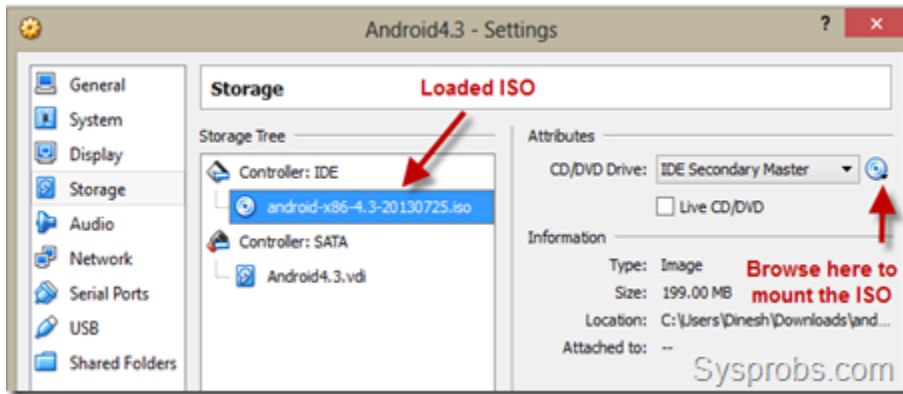 Android4.3 - Settings
?
×
General
System
Display
Storage
Audio
Network
Serial Ports
USB
Shared Folders
Storage
Loaded ISO
Storage Tree
Controller: IDE
android-x86-4.3-20130725.iso
Controller: SATA
Android4.3.vdi
Attributes
CD/DVD Drive: IDE Secondary Master
Live CD/DVD
Information
Type: Image
Size: 199.00 MB
Location: C:\Users\Dinesh\Downloads\and...
Attached to: --
Browse here to
mount the ISO
Sysprobs.com